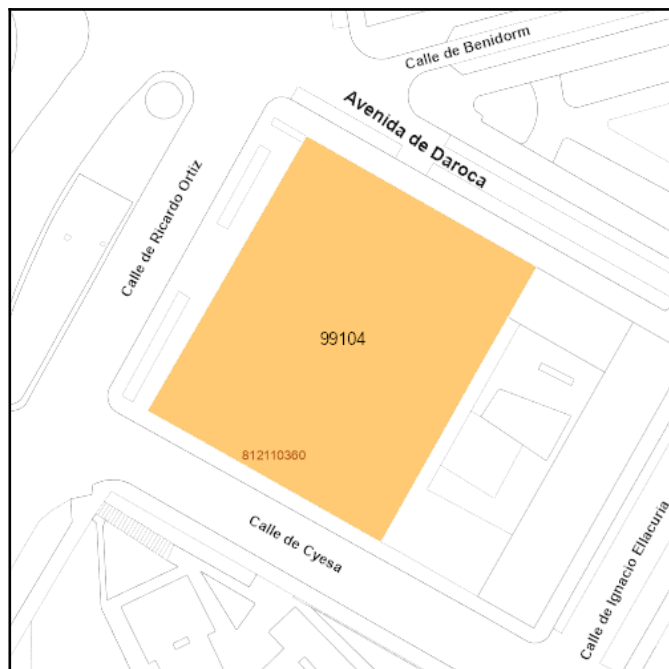 Calle de Benidorm
Avenida de Daroca
Calle de Ricardo Ortiz
99104
812110360
Calle de Cyesa
Calle de Ignacio Ellacuria